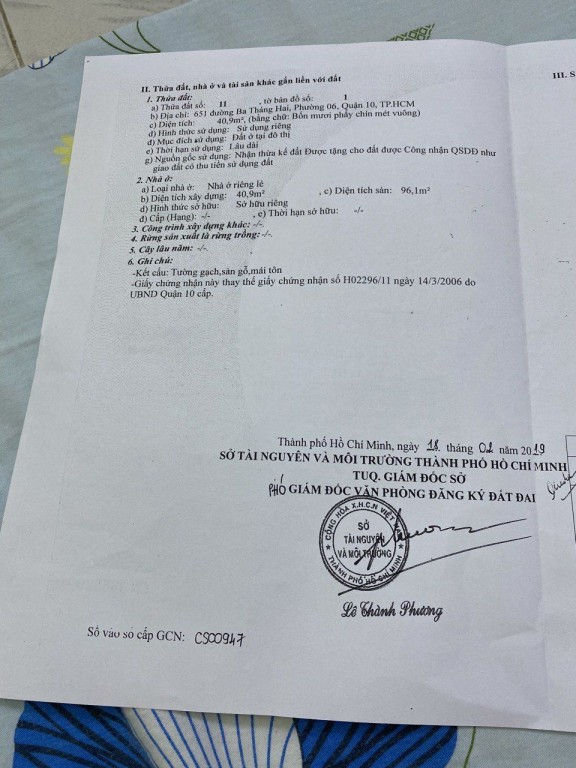 II. Thửa đất, nhà ở và tài sản khác gắn liền với đất
III. S
1. Thửa đất:
a) Thửa đất số: 11 , tờ bản đồ số: 1
b) Địa chỉ: 651 đường Ba Tháng Hai, Phường 06, Quận 10, TP.HCM
c) Diện tích: 40,9m², (bằng chữ: Bốn mươi phẩy chín mét vuông)
d) Hình thức sử dụng: Sử dụng riêng
đ) Mục đích sử dụng: Đất ở tại đô thị
e) Thời hạn sử dụng: Lâu dài
g) Nguồn gốc sử dụng: Nhận thừa kế đất Được tặng cho đất được Công nhận QSDĐ như
giao đất có thu tiền sử dụng đất
2. Nhà ở:
a) Loại nhà ở: Nhà ở riêng lẻ
b) Diện tích xây dựng: 40,9m² , c) Diện tích sàn: 96,1m²
d) Hình thức sở hữu: Sở hữu riêng
đ) Cấp (Hạng): -/- , e) Thời hạn sở hữu: -/-
3. Công trình xây dựng khác: -/-.
4. Rừng sản xuất là rừng trồng: -/-.
5. Cây lâu năm: -/-.
6. Ghi chú:
-Kết cấu: Tường gạch,sàn gỗ,mái tôn
-Giấy chứng nhận này thay thế giấy chứng nhận số H02296/11 ngày 14/3/2006 do
UBND Quận 10 cấp.
Thành phố Hồ Chí Minh, ngày 18 tháng 02 năm 2019
SỞ TÀI NGUYÊN VÀ MÔI TRƯỜNG THÀNH PHỐ HỒ CHÍ MINH
TUQ. GIÁM ĐỐC SỞ
PHÓ GIÁM ĐỐC VĂN PHÒNG ĐĂNG KÝ ĐẤT ĐAI
CỘNG HÒA X.H.C.N VIỆT NAM
SỞ
TÀI NGUYÊN
VÀ MÔI TRƯỜNG
THÀNH PHỐ HỒ CHÍ MINH
Lê Thành Phương
Số vào sổ cấp GCN: CS00947